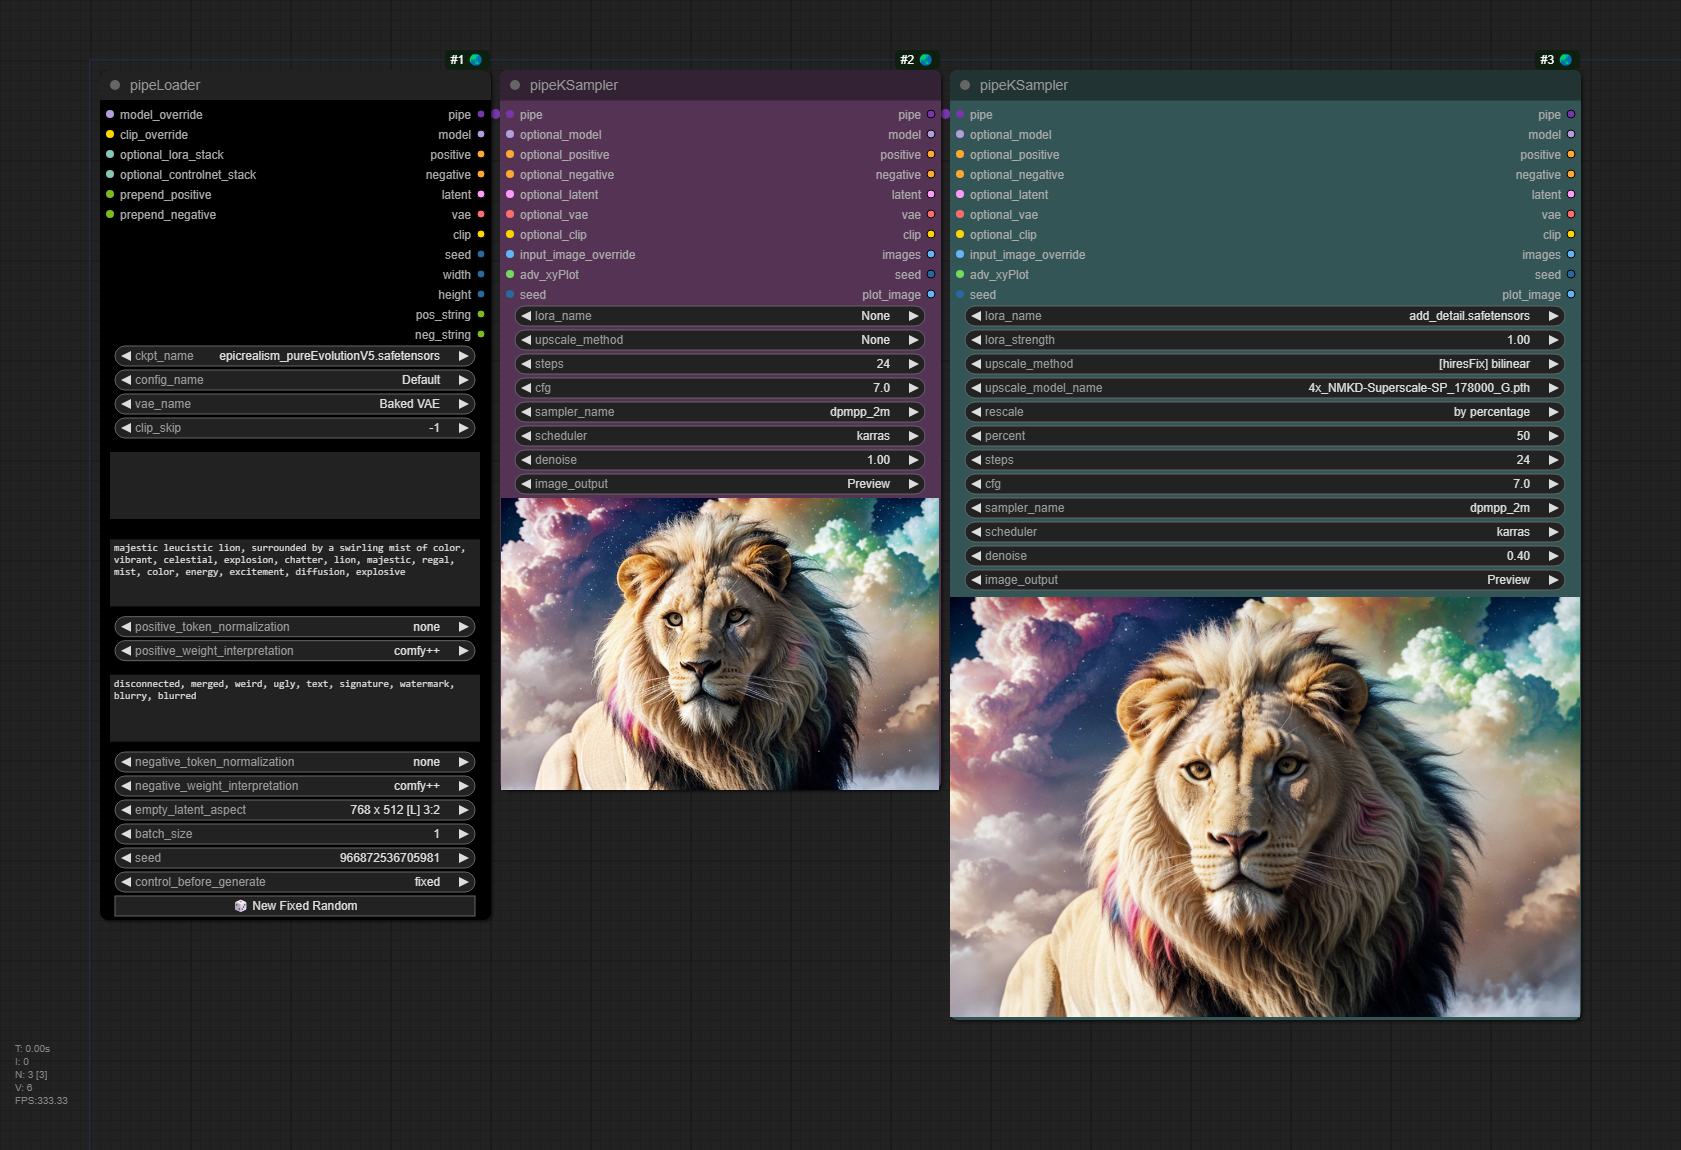 #1
pipeLoader
model_override pipe
clip_override model
optional_lora_stack positive
optional_controlnet_stack negative
prepend_positive latent
prepend_negative vae
clip
seed
width
height
pos_string
neg_string
ckpt_name epicrealism_pureEvolutionV5.safetensors
config_name Default
vae_name Baked VAE
clip_skip -1
majestic leucistic lion, surrounded by a swirling mist of color,
vibrant, celestial, explosion, chatter, lion, majestic, regal,
mist, color, energy, excitement, diffusion, explosive
positive_token_normalization none
positive_weight_interpretation comfy++
disconnected, merged, weird, ugly, text, signature, watermark,
blurry, blurred
negative_token_normalization none
negative_weight_interpretation comfy++
empty_latent_aspect 768 x 512 [L] 3:2
batch_size 1
seed 966872536705981
control_before_generate fixed
New Fixed Random
#2
pipeKSampler
pipe pipe
optional_model model
optional_positive positive
optional_negative negative
optional_latent latent
optional_vae vae
optional_clip clip
input_image_override images
adv_xyPlot seed
seed plot_image
lora_name None
upscale_method None
steps 24
cfg 7.0
sampler_name dpmpp_2m
scheduler karras
denoise 1.00
image_output Preview
#3
pipeKSampler
pipe pipe
optional_model model
optional_positive positive
optional_negative negative
optional_latent latent
optional_vae vae
optional_clip clip
input_image_override images
adv_xyPlot seed
seed plot_image
lora_name add_detail.safetensors
lora_strength 1.00
upscale_method [hiresFix] bilinear
upscale_model_name 4x_NMKD-Superscale-SP_178000_G.pth
rescale by percentage
percent 50
steps 24
cfg 7.0
sampler_name dpmpp_2m
scheduler karras
denoise 0.40
image_output Preview
T: 0.00s
I: 0
N: 3 [3]
V: 6
FPS:333.33